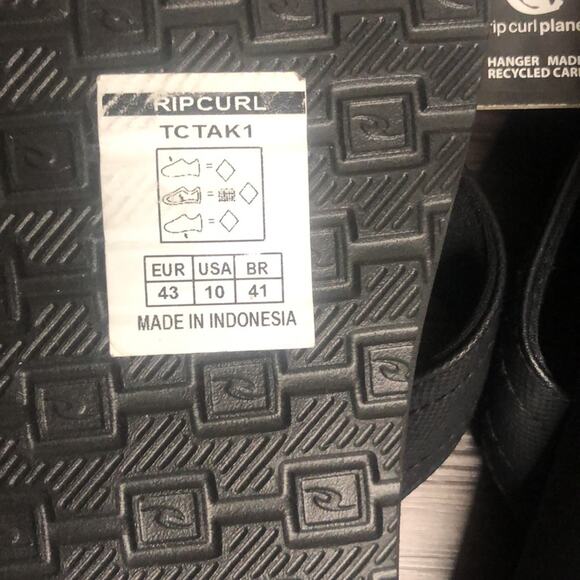 rip curl plane
HANGER MADE
RECYCLED CAR
RIPCURL
TCTAK1
= 
= 
= 
EUR USA BR
43 10 41
MADE IN INDONESIA